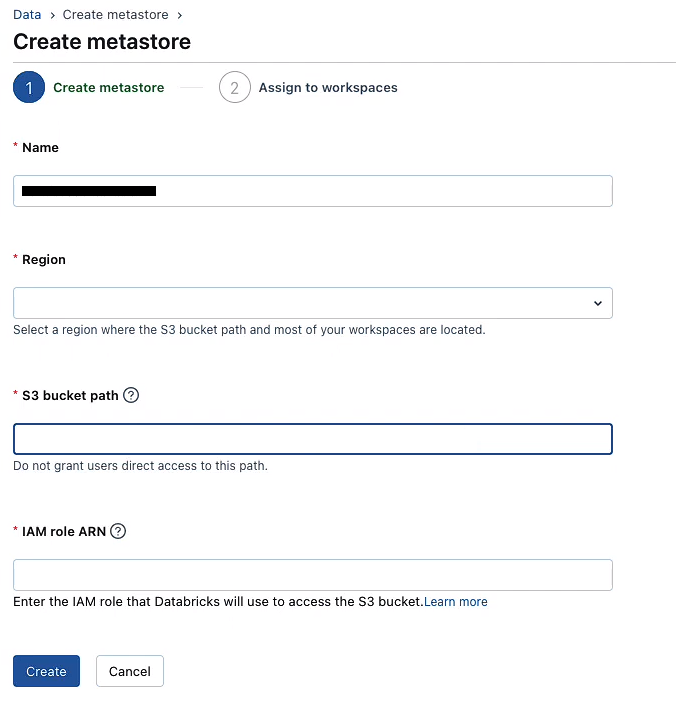 Data > Create metastore >
Create metastore
1 Create metastore 2 Assign to workspaces
* Name
* Region
Select a region where the S3 bucket path and most of your workspaces are located.
* S3 bucket path ?
Do not grant users direct access to this path.
* IAM role ARN ?
Enter the IAM role that Databricks will use to access the S3 bucket.Learn more
Create Cancel